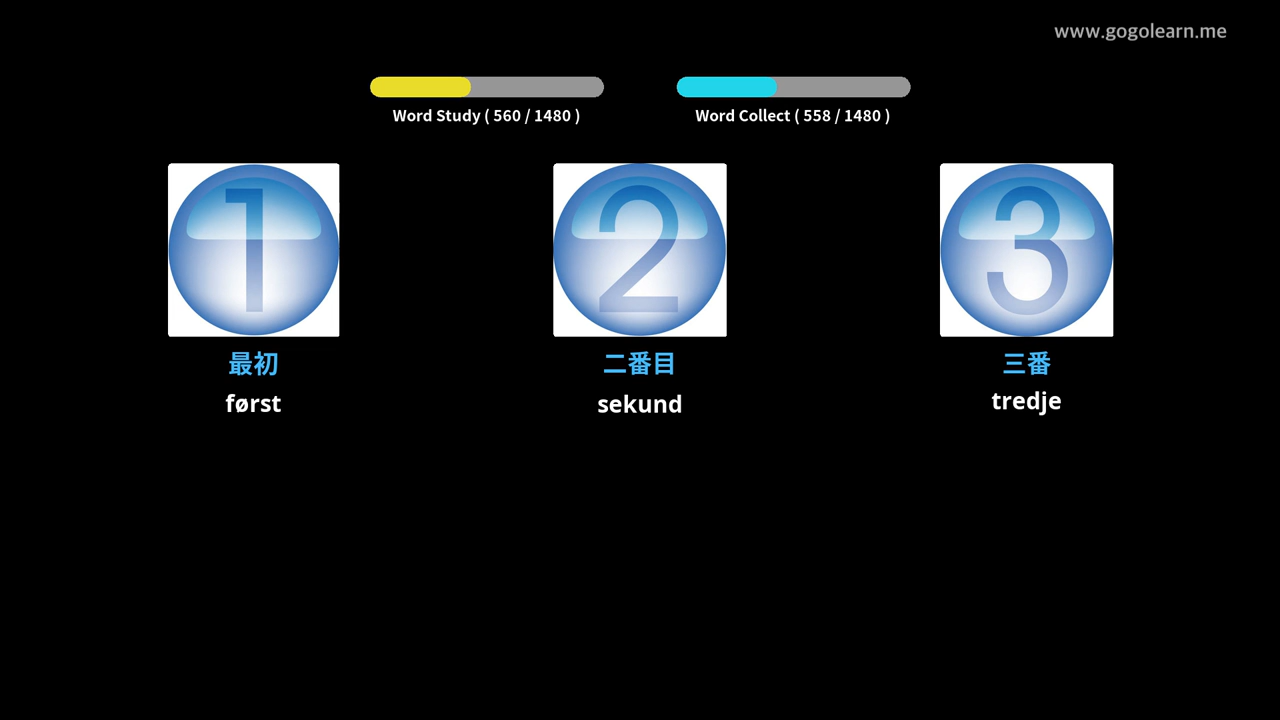 www.gogolearn.me
Word Study ( 560 / 1480 )
Word Collect ( 558 / 1480 )
1
2
3
最初
二番目
三番
først
sekund
tredje